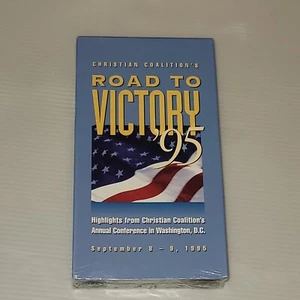 CHRISTIAN COALITION'S
ROAD TO
VICTORY
'95
Highlights from Christian Coalition's
Annual Conference in Washington, D.C.
September 8 – 9, 1995